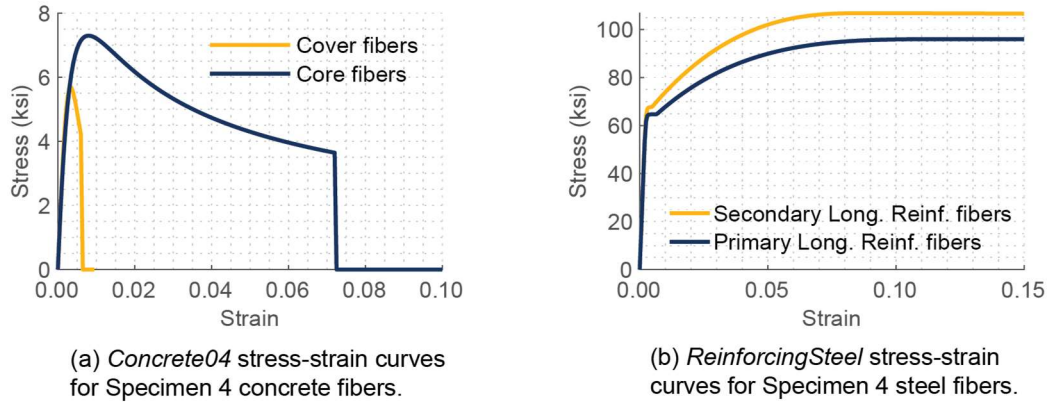 8
6
4
2
0
0.00
0.02
0.04
0.06
0.08
0.10
Stress (ksi)
Strain
Cover fibers
Core fibers
(a) Concrete04 stress-strain curves
for Specimen 4 concrete fibers.
100
80
60
40
20
0
0.00
0.05
0.10
0.15
Stress (ksi)
Strain
Secondary Long. Reinf. fibers
Primary Long. Reinf. fibers
(b) ReinforcingSteel stress-strain
curves for Specimen 4 steel fibers.